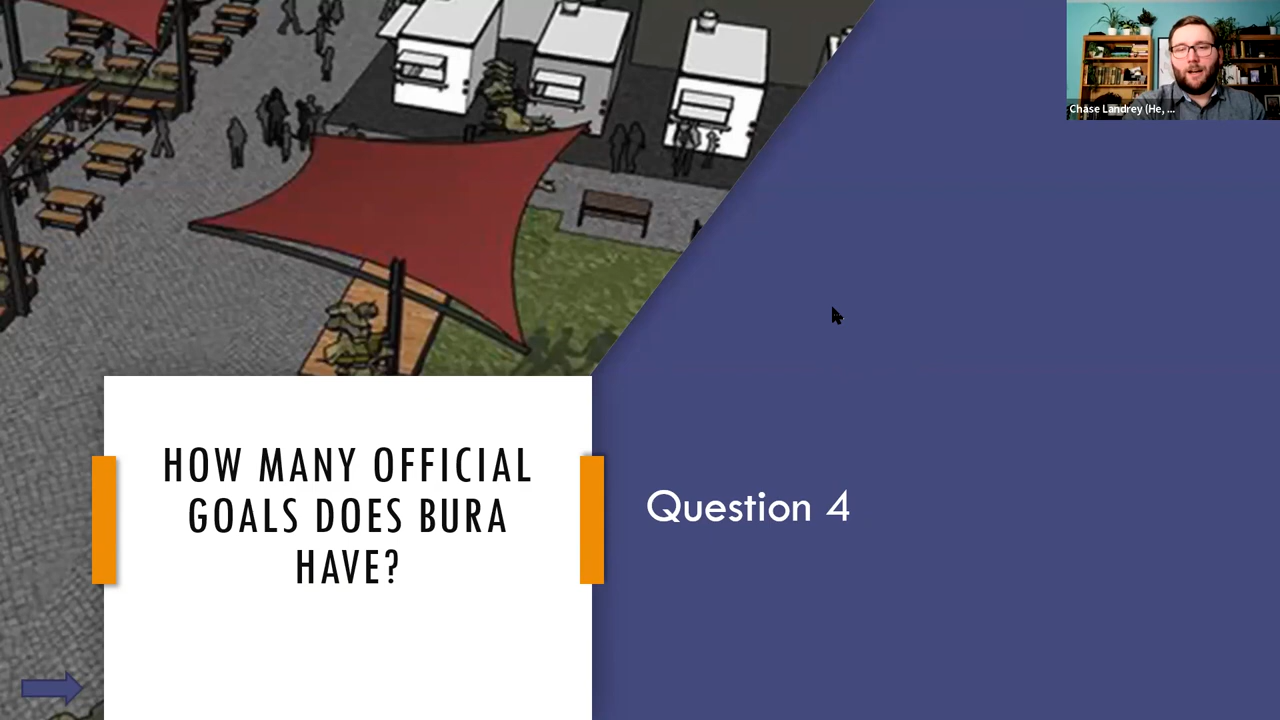 Chase Landrey (He, ...
HOW MANY OFFICIAL
GOALS DOES BURA
HAVE?
Question 4